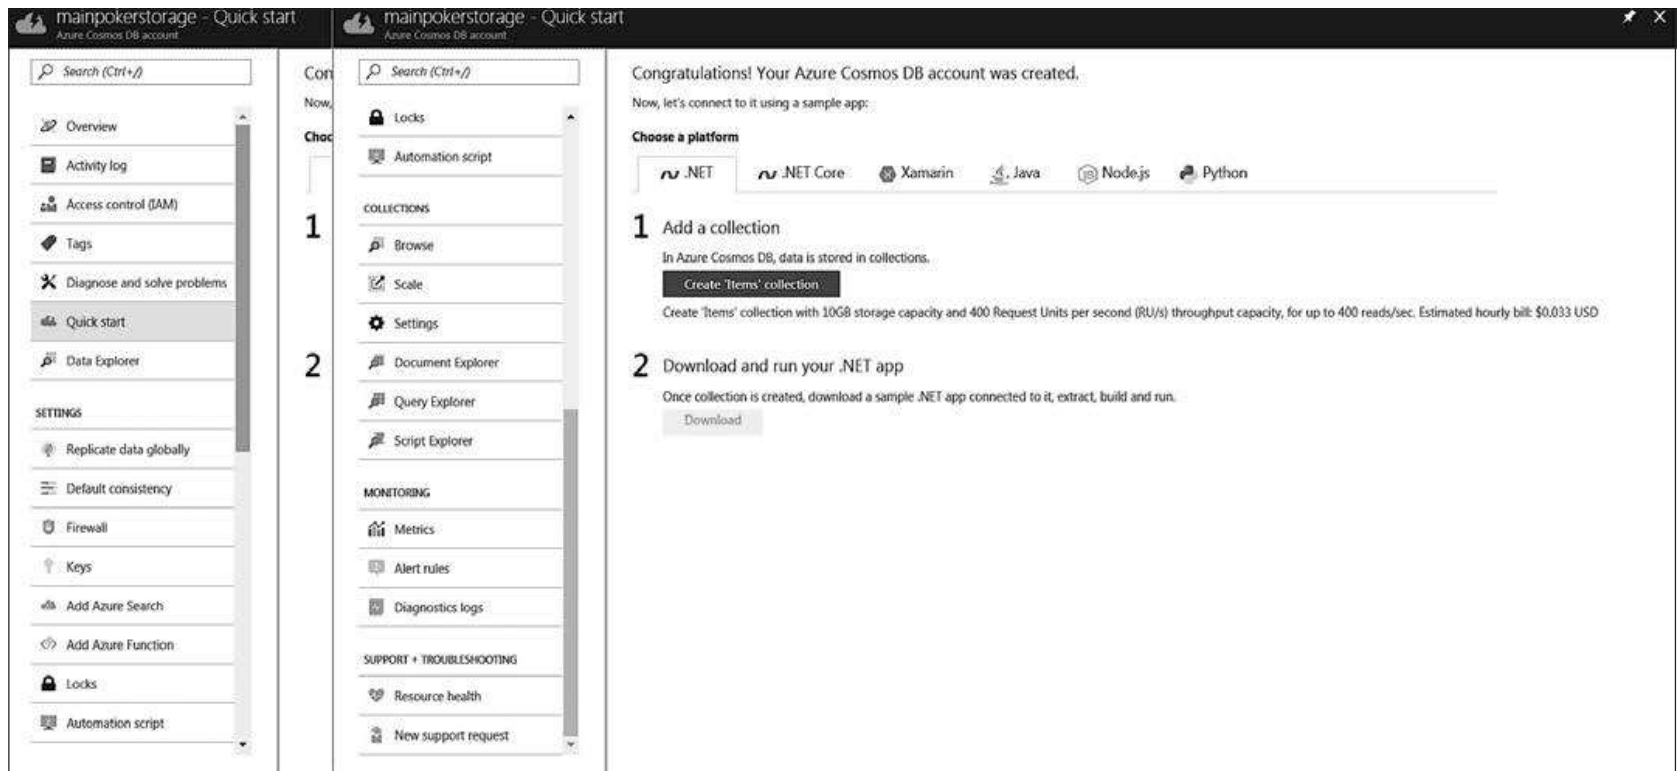 mainpokerstorage - Quick start
Azure Cosmos DB account
Search (Ctrl+/)
Overview
Activity log
Access control (IAM)
Tags
Diagnose and solve problems
Quick start
Data Explorer
SETTINGS
Replicate data globally
Default consistency
Firewall
Keys
Add Azure Search
Add Azure Function
Locks
Automation script
Con
Now,
Choo
1
2
mainpokerstorage - Quick start
Azure Cosmos DB account
Search (Ctrl+/)
Locks
Automation script
COLLECTIONS
Browse
Scale
Settings
Document Explorer
Query Explorer
Script Explorer
MONITORING
Metrics
Alert rules
Diagnostics logs
SUPPORT + TROUBLESHOOTING
Resource health
New support request
Congratulations! Your Azure Cosmos DB account was created.
Now, let's connect to it using a sample app:
Choose a platform
.NET .NET Core Xamarin Java Node.js Python
1 Add a collection
In Azure Cosmos DB, data is stored in collections.
Create 'Items' collection
Create 'Items' collection with 10GB storage capacity and 400 Request Units per second (RU/s) throughput capacity, for up to 400 reads/sec. Estimated hourly bill: $0.033 USD
2 Download and run your .NET app
Once collection is created, download a sample .NET app connected to it, extract, build and run.
Download